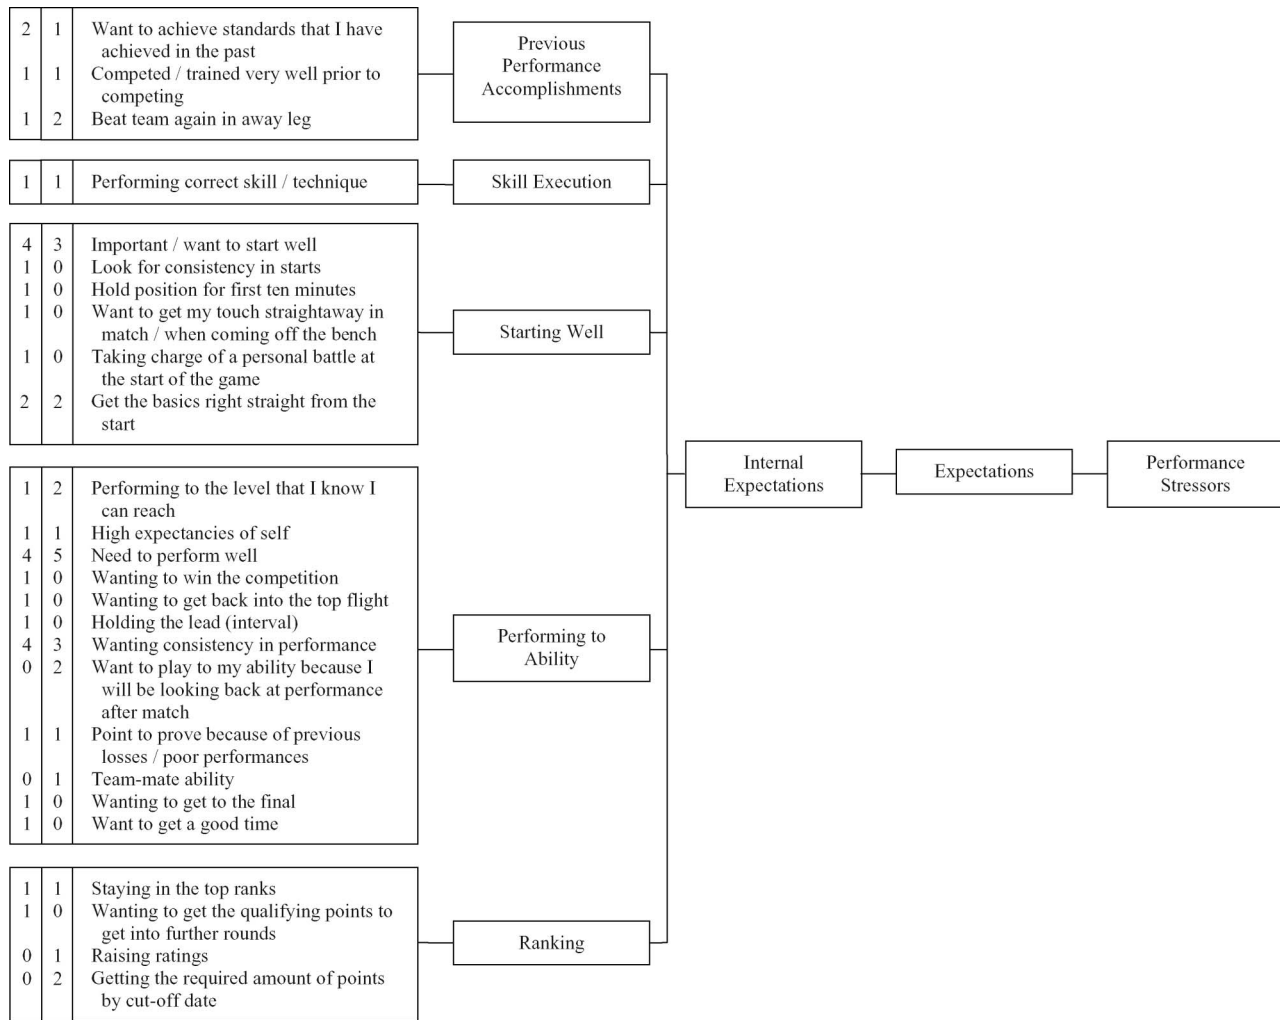 2 1 Want to achieve standards that I have
achieved in the past
1 1 Competed / trained very well prior to
competing
1 2 Beat team again in away leg
Previous
Performance
Accomplishments
1 1 Performing correct skill / technique
Skill Execution
4 3 Important / want to start well
1 0 Look for consistency in starts
1 0 Hold position for first ten minutes
1 0 Want to get my touch straightaway in
match / when coming off the bench
1 0 Taking charge of a personal battle at
the start of the game
2 2 Get the basics right straight from the
start
Starting Well
1 2 Performing to the level that I know I
can reach
1 1 High expectancies of self
4 5 Need to perform well
1 0 Wanting to win the competition
1 0 Wanting to get back into the top flight
1 0 Holding the lead (interval)
4 3 Wanting consistency in performance
0 2 Want to play to my ability because I
will be looking back at performance
after match
1 1 Point to prove because of previous
losses / poor performances
0 1 Team-mate ability
1 0 Wanting to get to the final
1 0 Want to get a good time
Performing to
Ability
1 1 Staying in the top ranks
1 0 Wanting to get the qualifying points to
get into further rounds
0 1 Raising ratings
0 2 Getting the required amount of points
by cut-off date
Ranking
Internal
Expectations
Expectations
Performance
Stressors